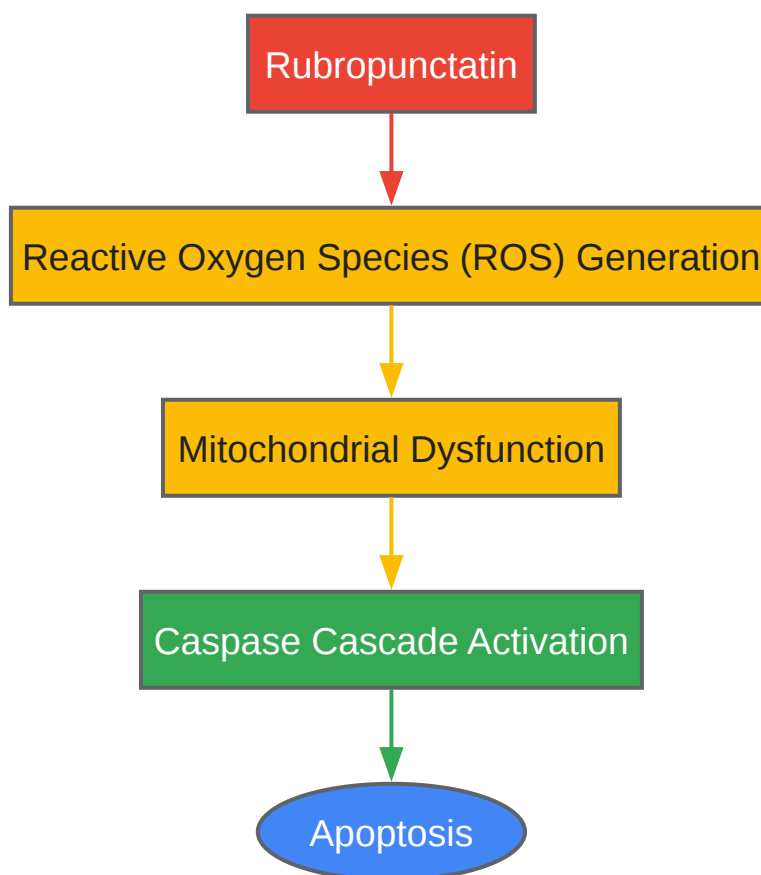 Rubropunctatin
Reactive Oxygen Species (ROS) Generation
Mitochondrial Dysfunction
Caspase Cascade Activation
Apoptosis